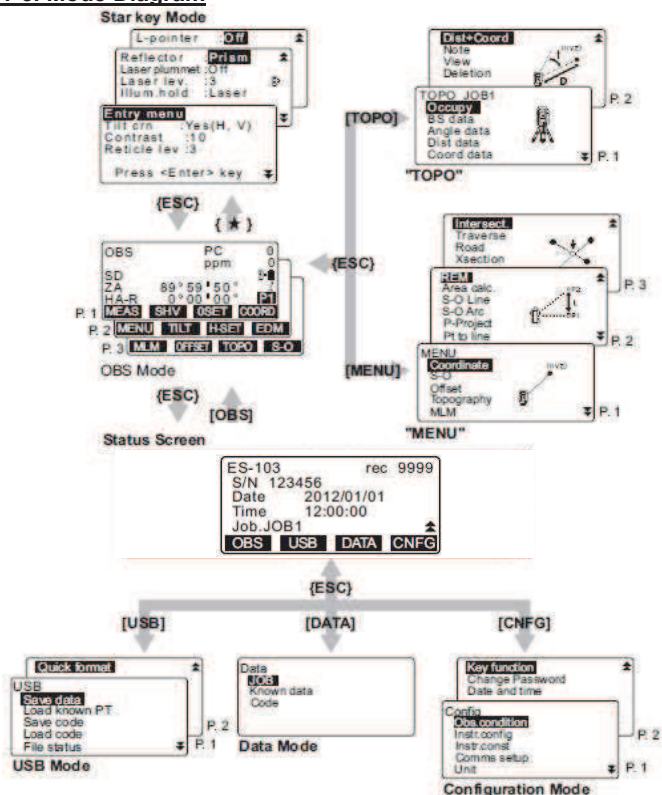 Star key Mode
L-pointer :Off
Reflector :Prism
Laser plummet :Off
Laser lev. :3
Illum.hold :Laser
Entry menu
Tilt crn :Yes(H, V)
Contrast :10
Reticle lev :3
Press <Enter> key
{ESC}
{★}
OBS PC 0
ppm 0
SD
ZA 89°59'50"
HA-R 0°00'00" P1
P. 1 MEAS SHV 0SET COORD
P. 2 MENU TILT H-SET EDM
P. 3 MLM OFFSET TOPO S-O
OBS Mode
{ESC}
[OBS]
Status Screen
{ESC}
[TOPO]
Dist+Coord
Note
View
Deletion
P. 2
TOPO JOB1
Occupy
BS data
Angle data
Dist data
Coord data
P. 1
"TOPO"
[MENU]
Intersect.
Traverse
Road
Xsection
P. 3
REM
Area calc.
S-O Line
S-O Arc
P-Project
Pt to line
P. 2
MENU
Coordinate
S-O
Offset
Topography
MLM
P. 1
"MENU"
ES-103 rec 9999
S/N 123456
Date 2012/01/01
Time 12:00:00
Job.JOB1
OBS USB DATA CNFG
{ESC}
[USB] [DATA] [CNFG]
Quick format
P. 2
USB
Save data
Load known PT
Save code
Load code
File status
P. 1
USB Mode
Data
JOB
Known data
Code
Data Mode
Key function
Change Password
Date and time
P. 2
Config
Obs.condition
Instr.config
Instr.const
Comms setup
Unit
P. 1
Configuration Mode